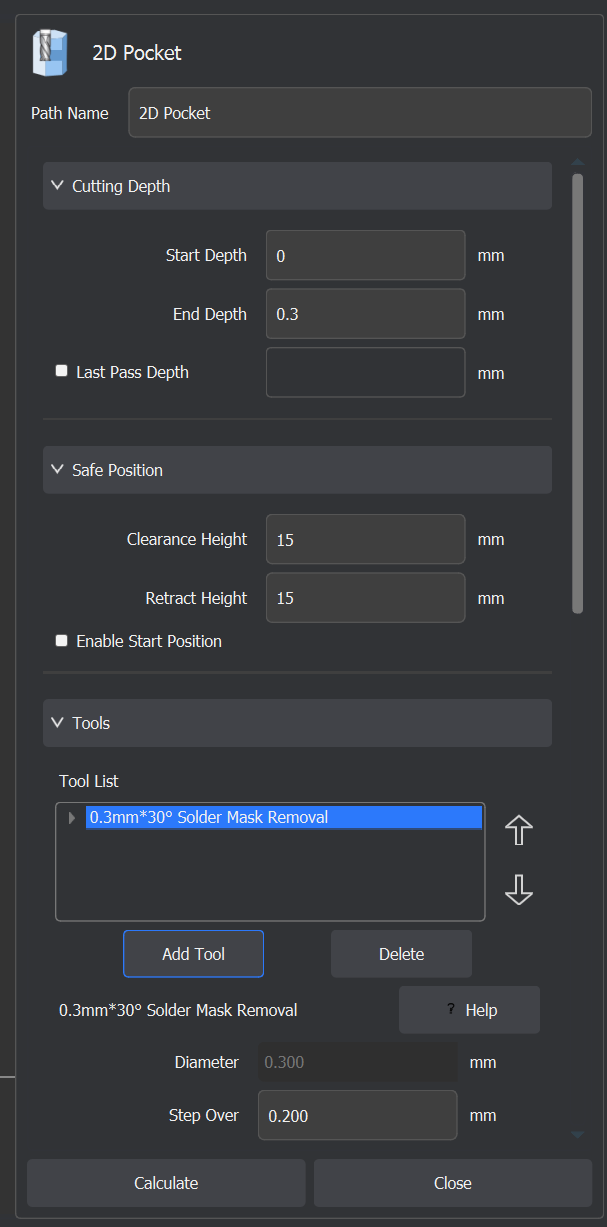 2D Pocket
Path Name 2D Pocket
Cutting Depth
Start Depth 0 mm
End Depth 0.3 mm
Last Pass Depth mm
Safe Position
Clearance Height 15 mm
Retract Height 15 mm
Enable Start Position
Tools
Tool List
0.3mm*30° Solder Mask Removal
Add Tool Delete
0.3mm*30° Solder Mask Removal ? Help
Diameter 0.300 mm
Step Over 0.200 mm
Calculate Close